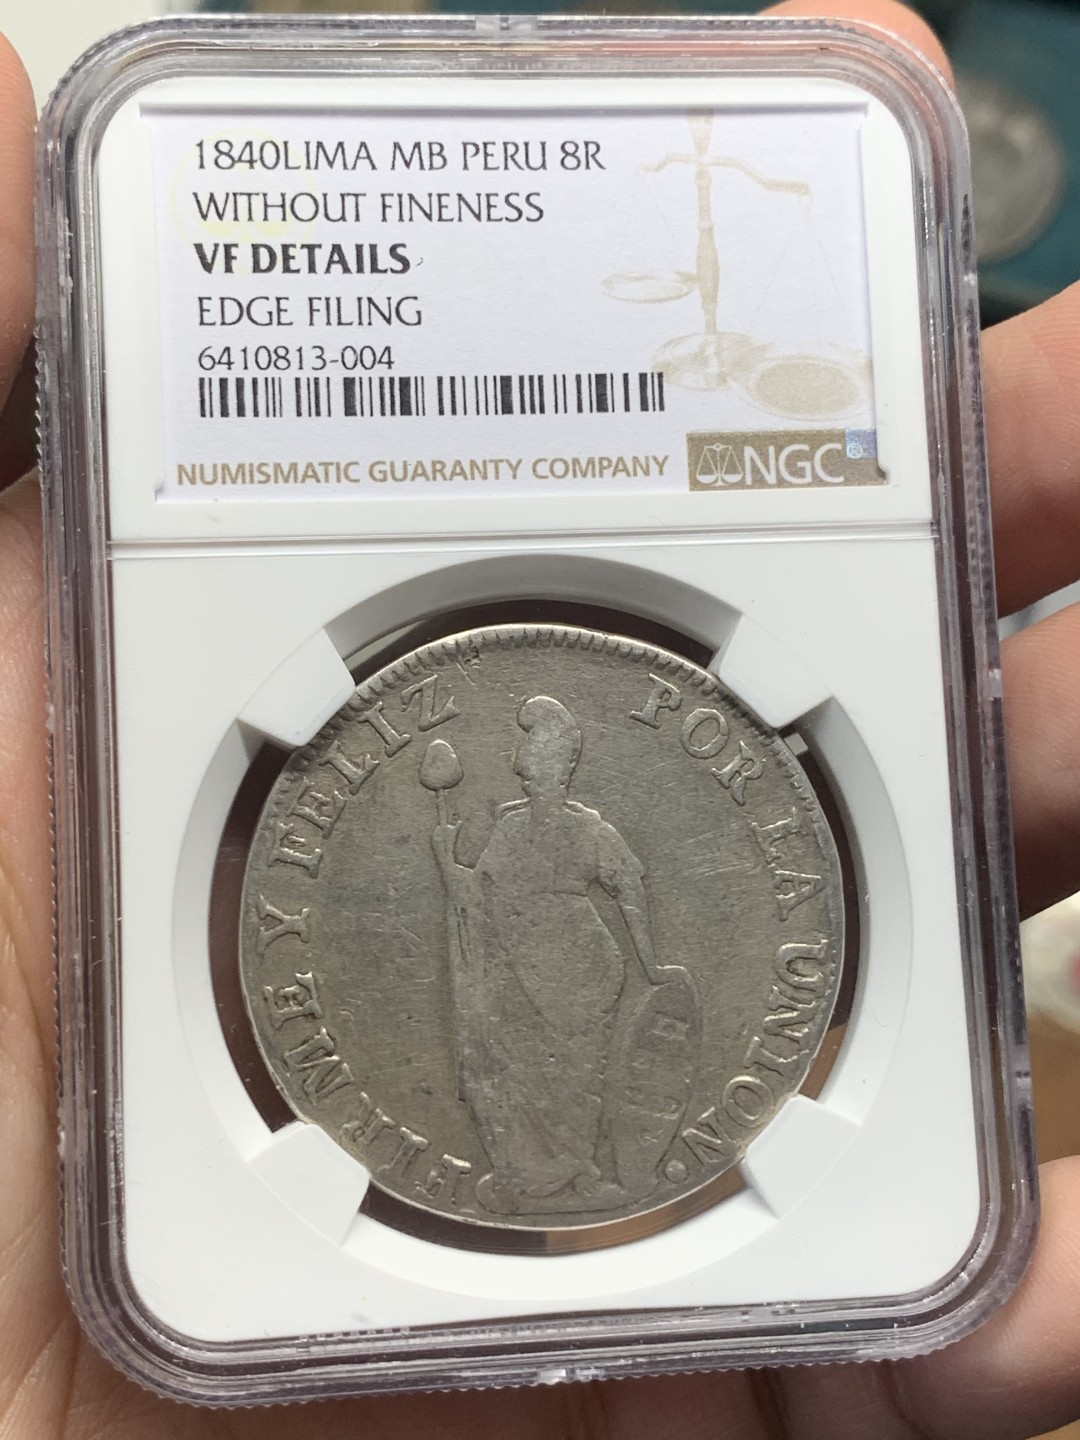 1840LIMA MB PERU 8R
WITHOUT FINENESS
VF DETAILS
EDGE FILING
6410813-004
NUMISMATIC GUARANTY COMPANY
NGC®
FIRME Y FELIZ POR LA UNION.
LIBER